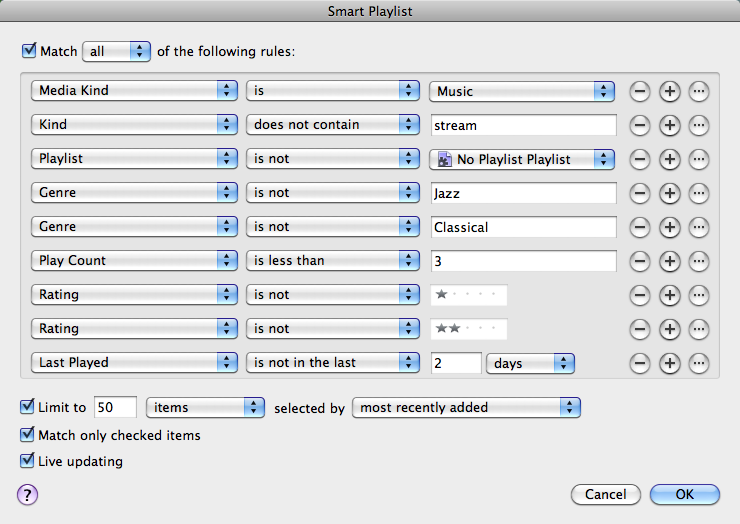 Smart Playlist
Match all of the following rules:
Media Kind is Music
Kind does not contain stream
Playlist is not No Playlist Playlist
Genre is not Jazz
Genre is not Classical
Play Count is less than 3
Rating is not ★
Rating is not ★★
Last Played is not in the last 2 days
Limit to 50 items selected by most recently added
Match only checked items
Live updating
? Cancel OK